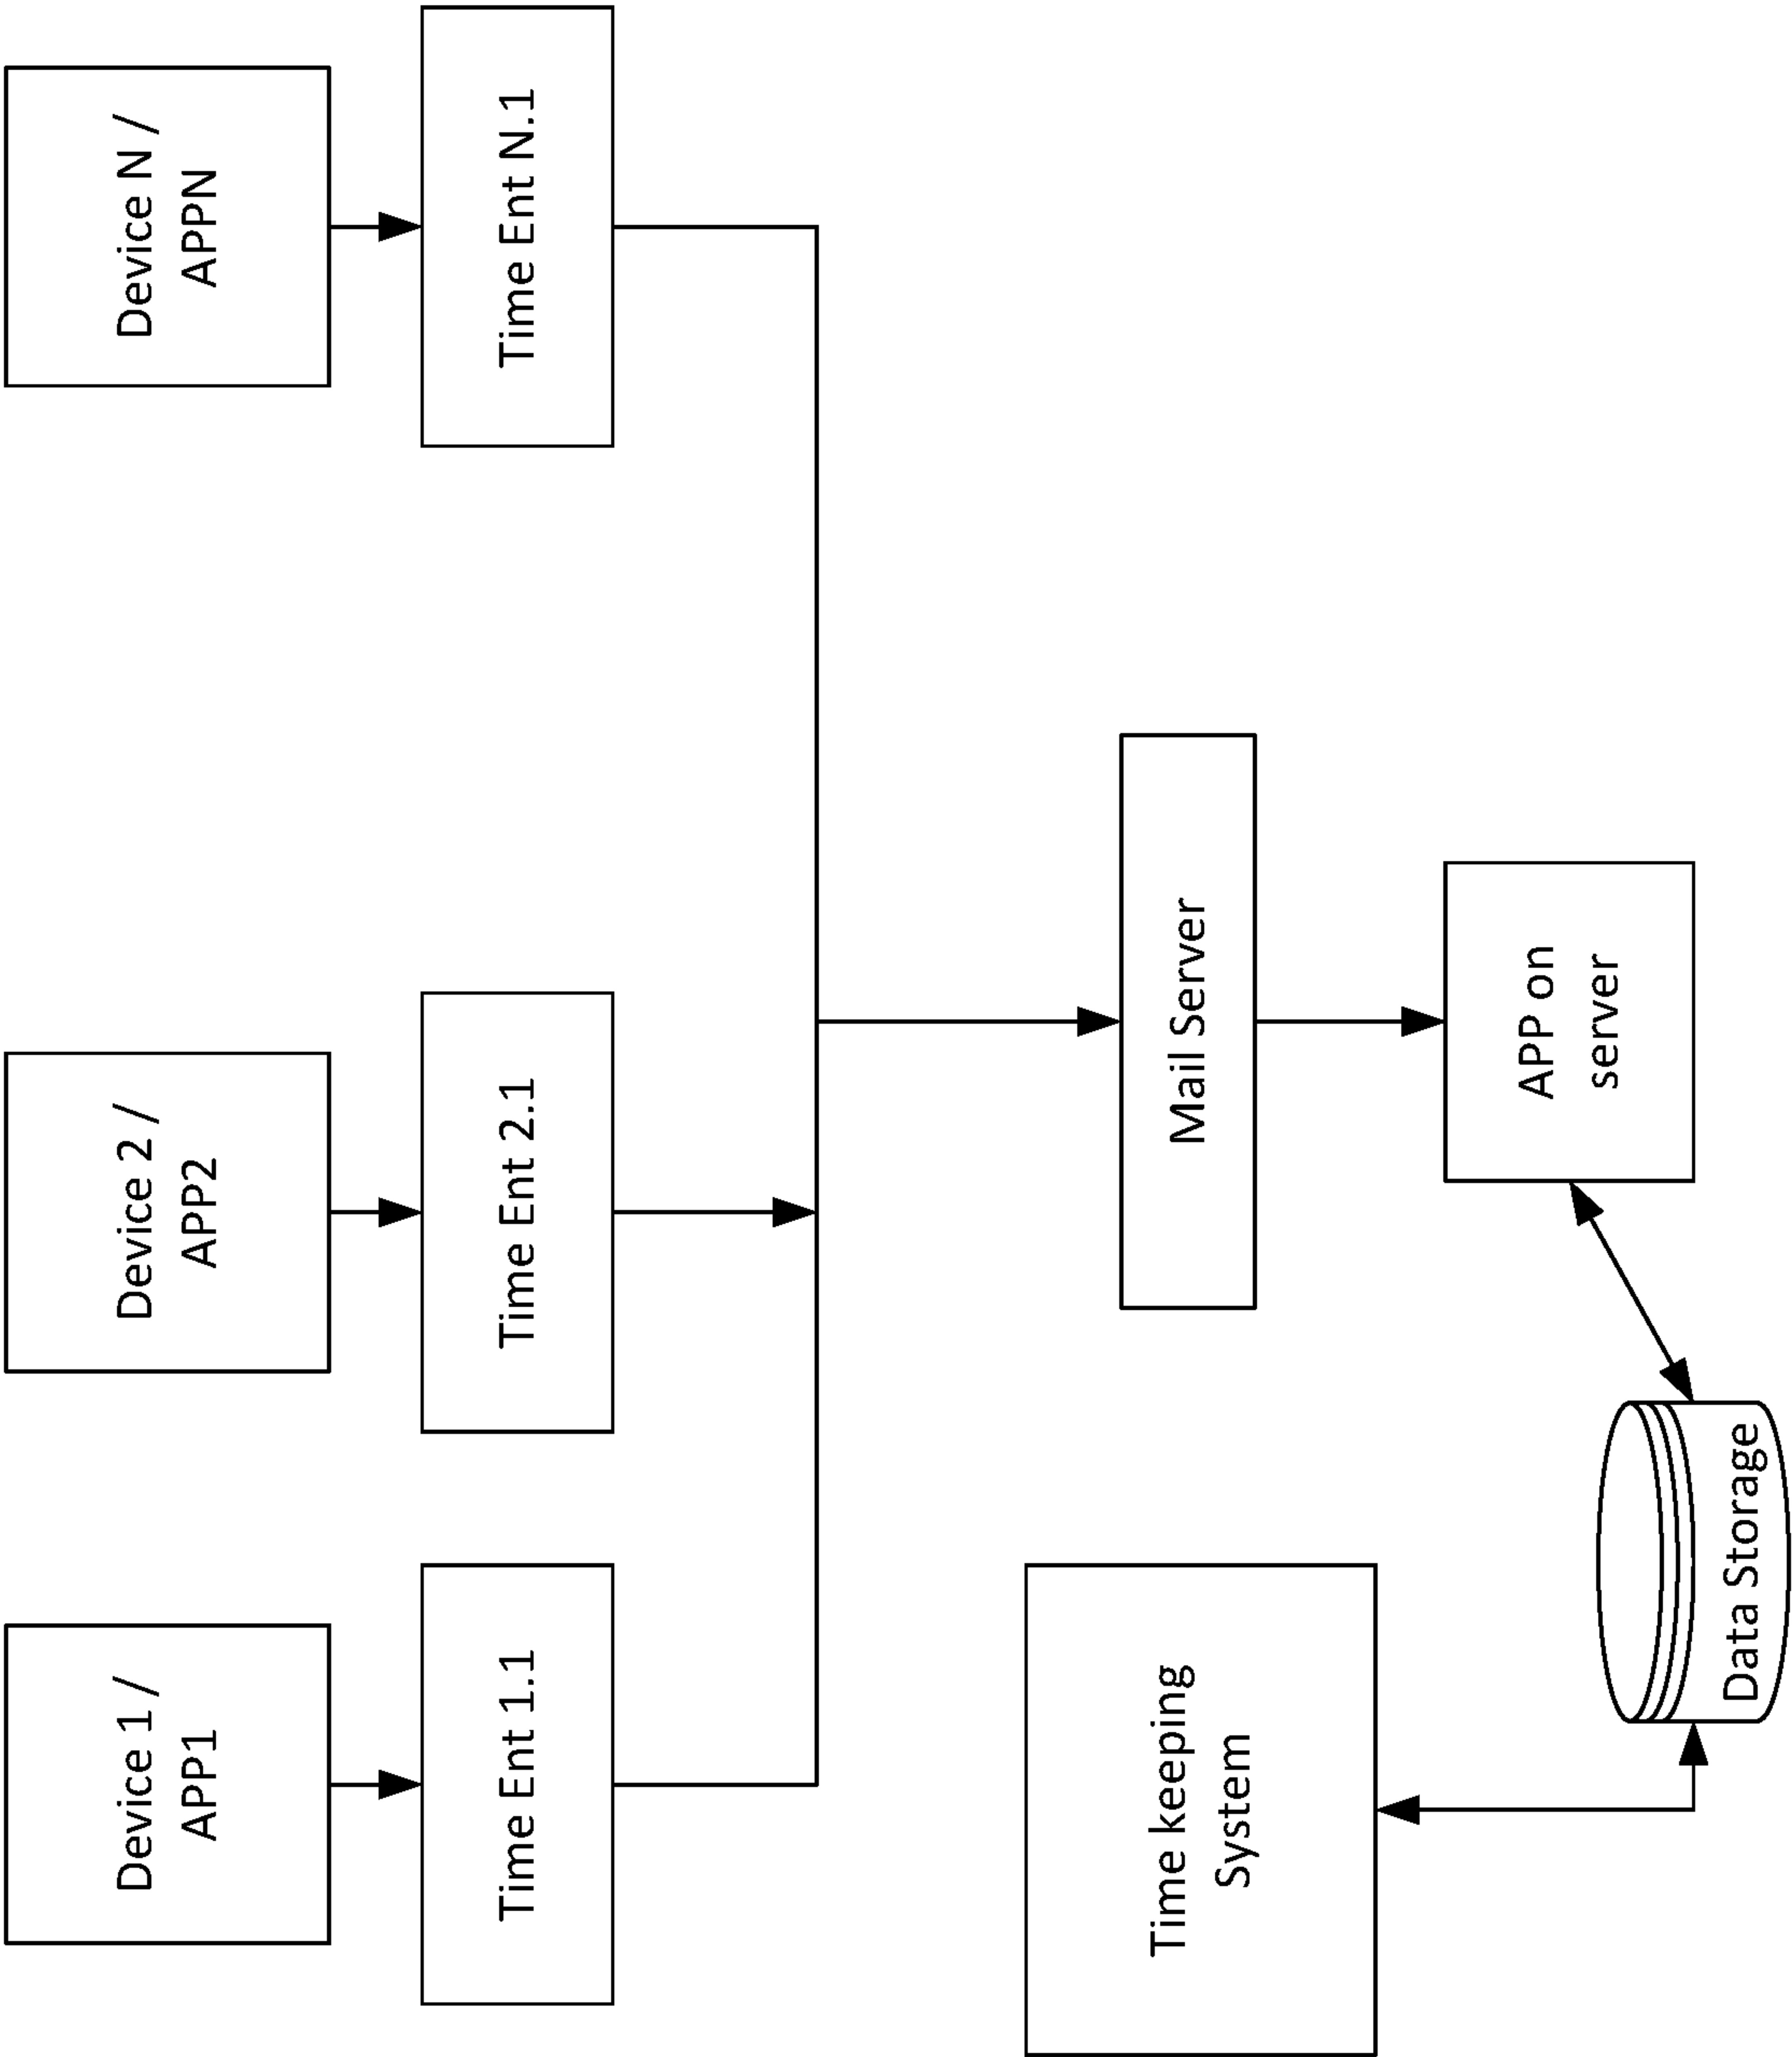 Device 1 /
APP1
Device 2 /
APP2
Device N /
APPN
Time Ent 1.1
Time Ent 2.1
Time Ent N.1
Mail Server
Time keeping
System
APP on
server
Data Storage